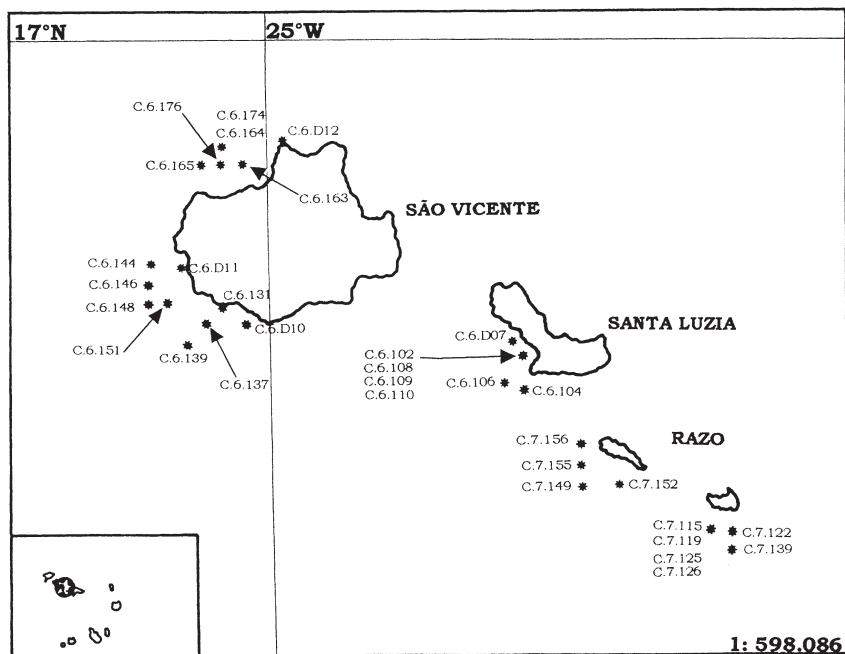 17°N
25°W
C.6.176
C.6.174
C.6.164
C.6.D12
C.6.165
C.6.163
SÃO VICENTE
C.6.144
C.6.D11
C.6.146
C.6.131
C.6.148
C.6.D10
C.6.151
C.6.139
C.6.137
SANTA LUZIA
C.6.D07
C.6.102
C.6.108
C.6.109
C.6.110
C.6.106
C.6.104
RAZO
C.7.156
C.7.155
C.7.149
C.7.152
C.7.115
C.7.119
C.7.125
C.7.126
C.7.122
C.7.139
1: 598.086